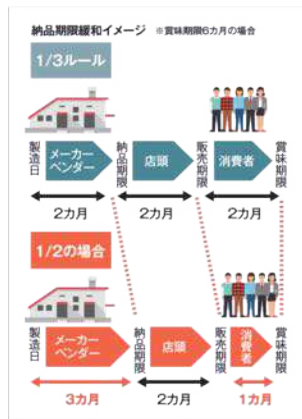 納品期限緩和イメージ ※賞味期限6カ月の場合
1/3ルール
製造日
メーカー
ベンダー
納品期限
店頭
販売期限
消費者
賞味期限
2カ月
2カ月
2カ月
1/2の場合
製造日
メーカー
ベンダー
納品期限
店頭
販売期限
消費者
賞味期限
3カ月
2カ月
1カ月